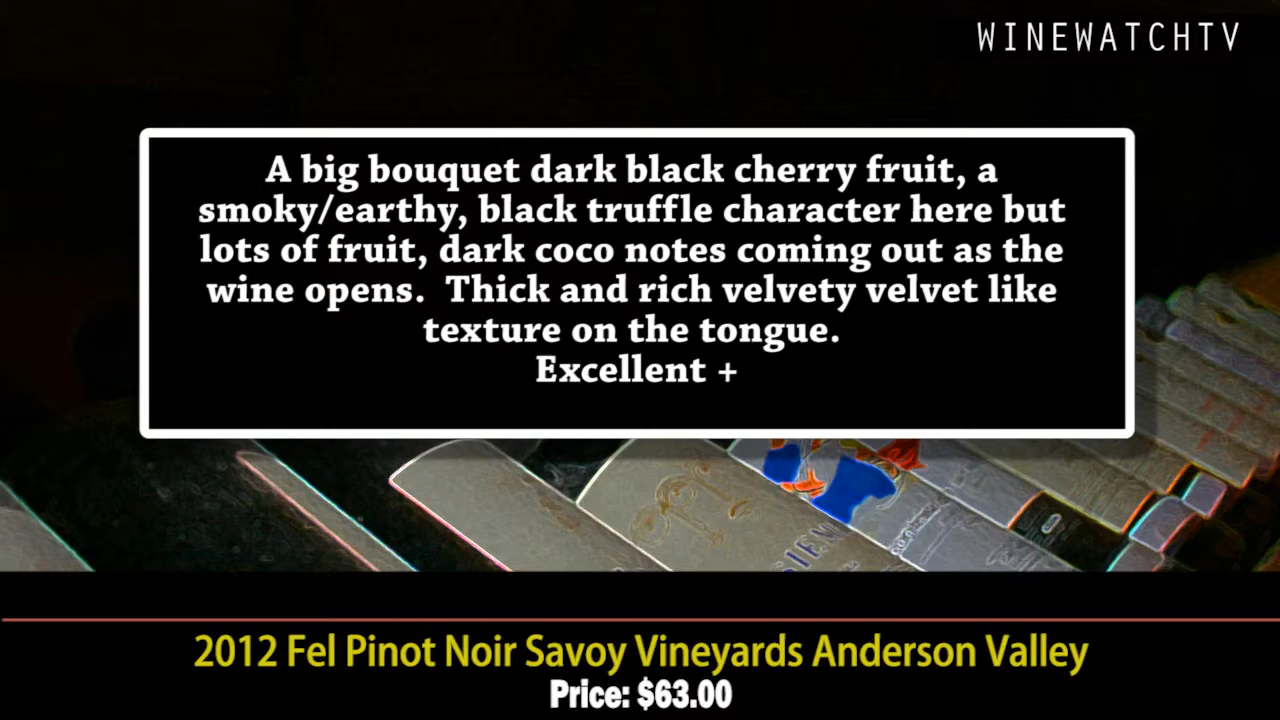 WINEWATCHTV
A big bouquet dark black cherry fruit, a
smoky/earthy, black truffle character here but
lots of fruit, dark coco notes coming out as the
wine opens. Thick and rich velvety velvet like
texture on the tongue.
Excellent +
2012 Fel Pinot Noir Savoy Vineyards Anderson Valley
Price: $63.00